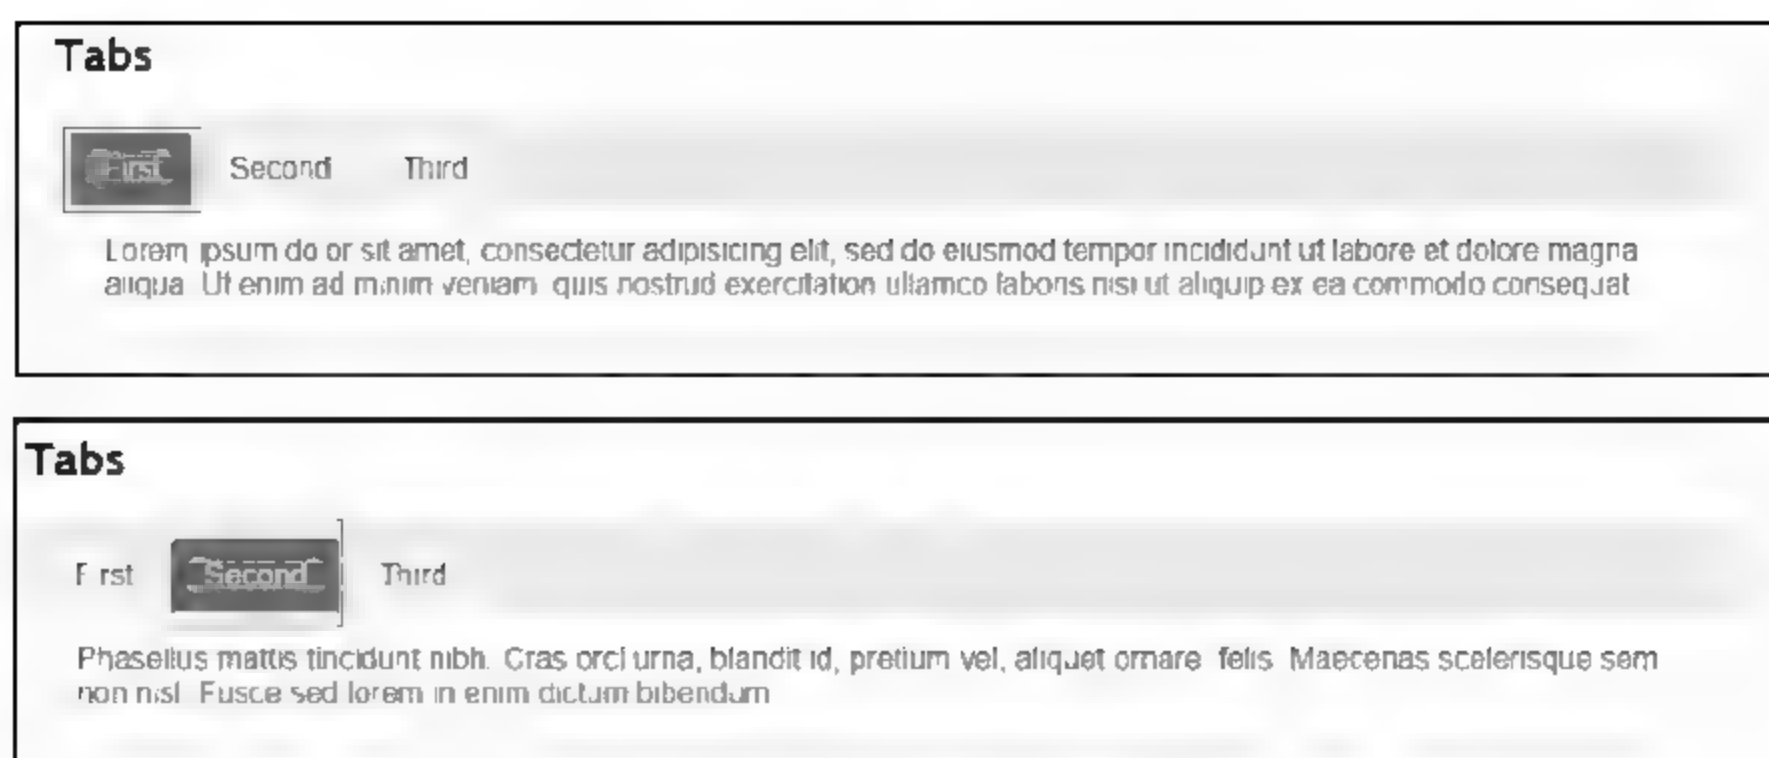 Tabs
First Second Third
Lorem ipsum do or sit amet, consectetur adipisicing elit, sed do eiusmod tempor incididunt ut labore et dolore magna
aliqua Ut enim ad minim veniam quis nostrud exercitation ullamco laboris nisi ut aliquip ex ea commodo consequat
Tabs
First Second Third
Phasellus mattis tincidunt nibh. Cras orci urna, blandit id, pretium vel, aliquet ornare felis Maecenas scelerisque sem
non nisl Fusce sed lorem in enim dictum bibendum